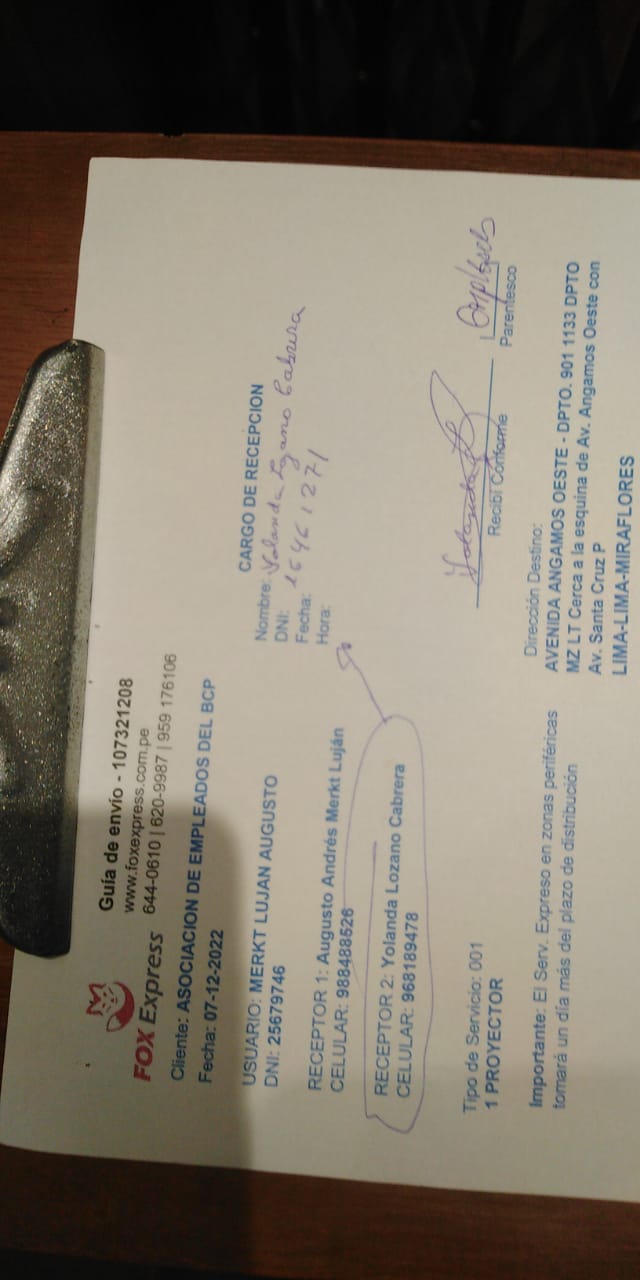 FOX Express
Guía de envío - 107321208
www.foxexpress.com.pe
644-0610 | 620-9987 | 959 176106
Cliente: ASOCIACION DE EMPLEADOS DEL BCP
Fecha: 07-12-2022
USUARIO: MERKT LUJAN AUGUSTO
DNI: 25679746
RECEPTOR 1: Augusto Andrés Merkt Luján
CELULAR: 988488526
RECEPTOR 2: Yolanda Lozano Cabrera
CELULAR: 968189478
Tipo de Servicio: 001
1 PROYECTOR
Importante: El Serv. Expreso en zonas periféricas
tomará un día más del plazo de distribución
CARGO DE RECEPCION
Nombre: Yolanda Lozano Cabrera
DNI:
Fecha:
Hora:
Recibí Conforme
Parentesco
Dirección Destino:
AVENIDA ANGAMOS OESTE - DPTO. 901 1133 DPTO
MZ LT Cerca a la esquina de Av. Angamos Oeste con
Av. Santa Cruz P
LIMA-LIMA-MIRAFLORES